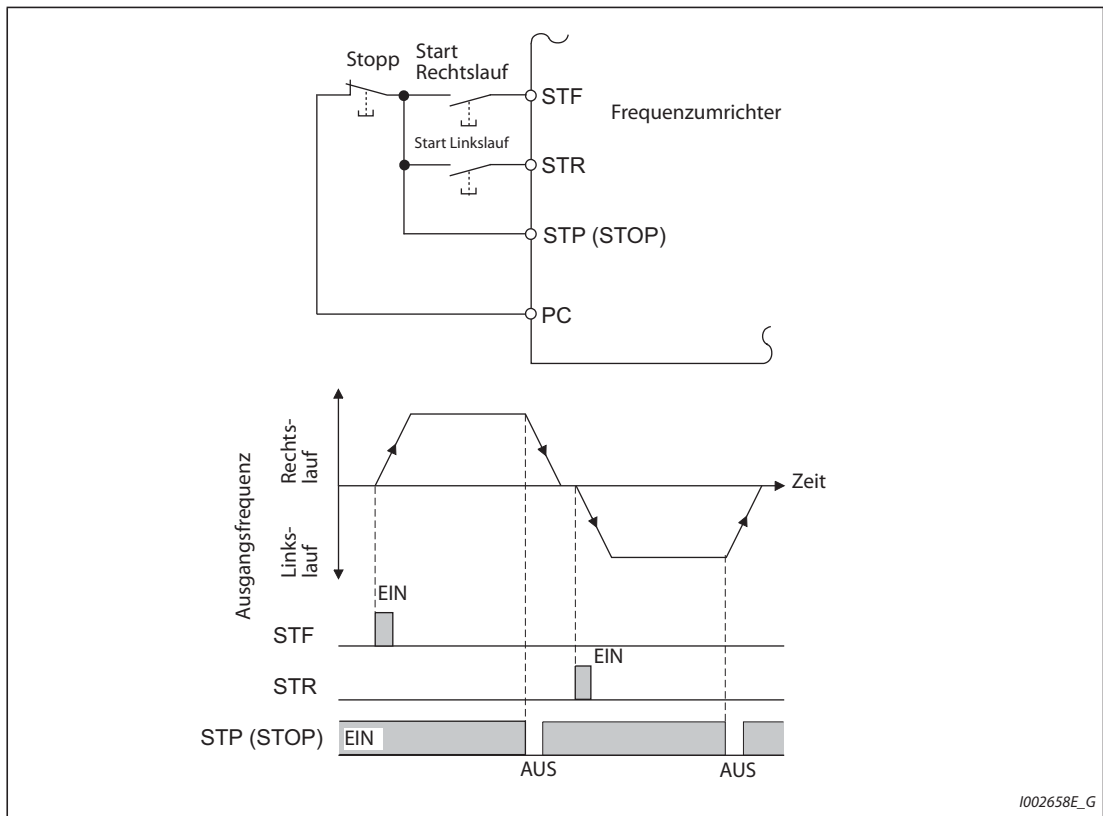 Stopp
Start
Rechtslauf
STF
Frequenzumrichter
Start Linkslauf
STR
STP (STOP)
PC
Ausgangsfrequenz
Rechts-
lauf
Links-
lauf
Zeit
EIN
STF
EIN
STR
STP (STOP)
EIN
AUS
AUS
I002658E_G